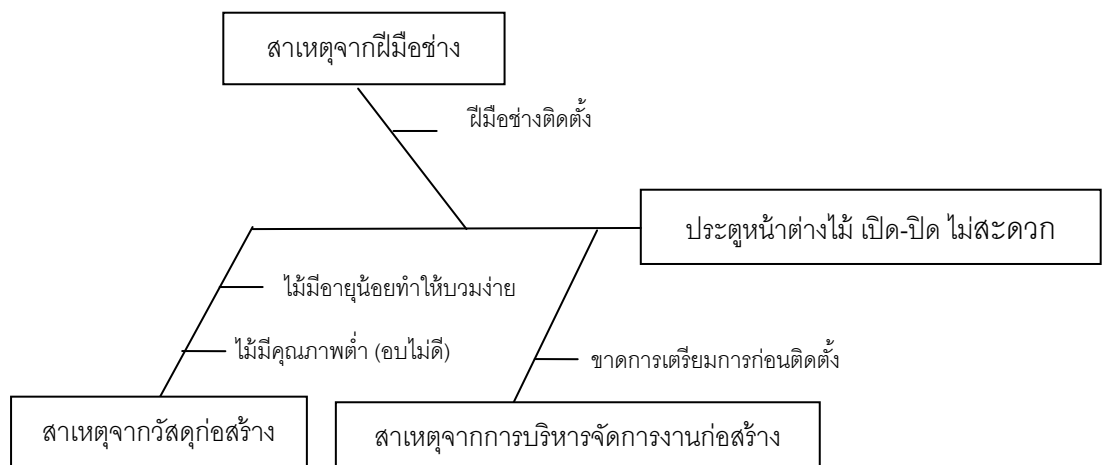 สาเหตุจากฝีมือช่าง
ฝีมือช่างติดตั้ง
ประตูหน้าต่างไม้ เปิด-ปิด ไม่สะดวก
ไม้มีอายุน้อยทำให้บวมง่าย
ไม้มีคุณภาพต่ำ (อบไม่ดี)
ขาดการเตรียมการก่อนติดตั้ง
สาเหตุจากวัสดุก่อสร้าง
สาเหตุจากการบริหารจัดการงานก่อสร้าง